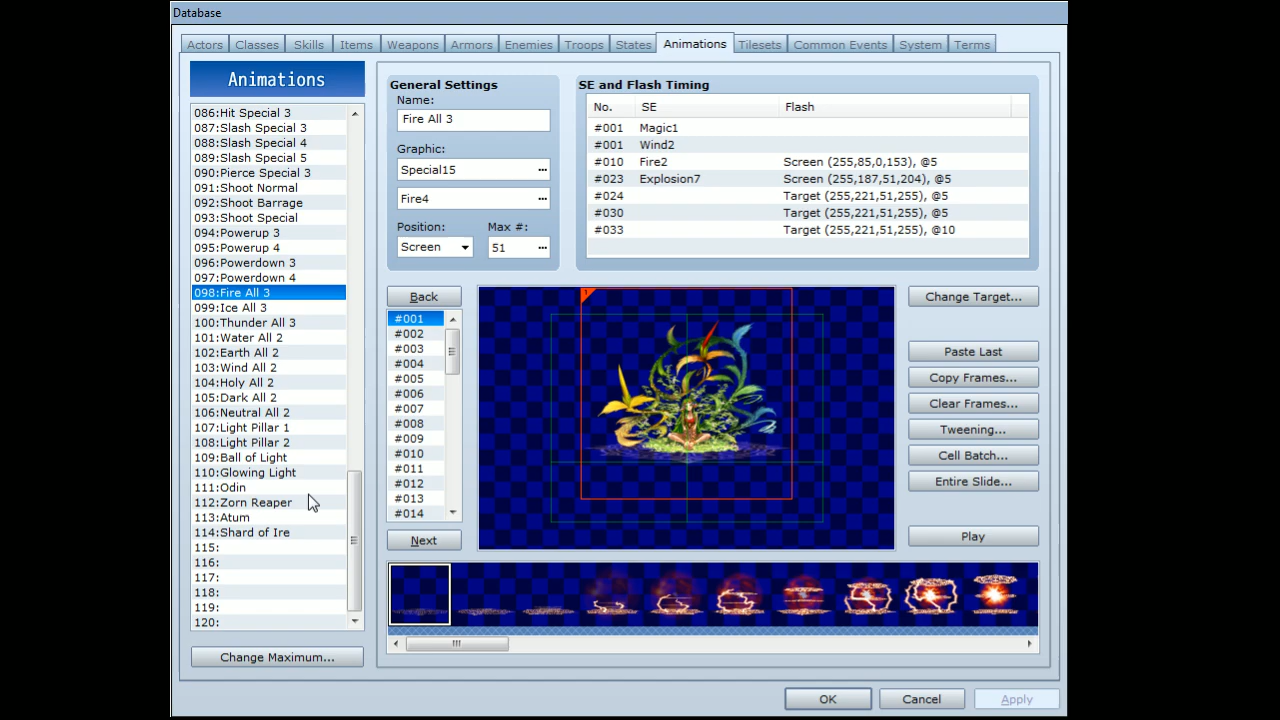 Database
Actors
Classes
Skills
Items
Weapons
Armors
Enemies
Troops
States
Animations
Tilesets
Common Events
System
Terms
Animations
086:Hit Special 3
087:Slash Special 3
088:Slash Special 4
089:Slash Special 5
090:Pierce Special 3
091:Shoot Normal
092:Shoot Barrage
093:Shoot Special
094:Powerup 3
095:Powerup 4
096:Powerdown 3
097:Powerdown 4
098:Fire All 3
099:Ice All 3
100:Thunder All 3
101:Water All 2
102:Earth All 2
103:Wind All 2
104:Holy All 2
105:Dark All 2
106:Neutral All 2
107:Light Pillar 1
108:Light Pillar 2
109:Ball of Light
110:Glowing Light
111:Odin
112:Zorn Reaper
113:Atum
114:Shard of Ire
115:
116:
117:
118:
119:
120:
Change Maximum...
General Settings
Name:
Fire All 3
Graphic:
Special15 ...
Fire4 ...
Position: Max #:
Screen 51 ...
SE and Flash Timing
No. SE Flash
#001 Magic1
#001 Wind2
#010 Fire2 Screen (255,85,0,153), @5
#023 Explosion7 Screen (255,187,51,204), @5
#024 Target (255,221,51,255), @5
#030 Target (255,221,51,255), @5
#033 Target (255,221,51,255), @10
Back
#001
#002
#003
#004
#005
#006
#007
#008
#009
#010
#011
#012
#013
#014
Next
1
Change Target...
Paste Last
Copy Frames...
Clear Frames...
Tweening...
Cell Batch...
Entire Slide...
Play
OK
Cancel
Apply